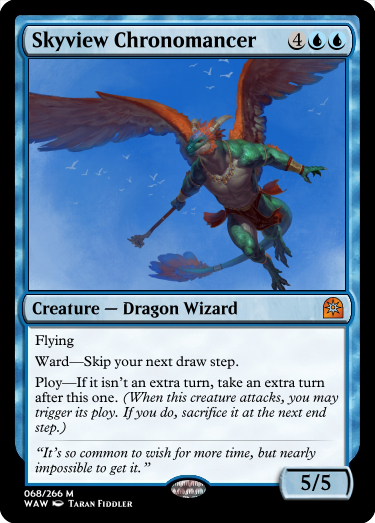 Skyview Chronomancer 4
Creature — Dragon Wizard
Flying
Ward—Skip your next draw step.
Ploy—If it isn't an extra turn, take an extra turn
after this one. (When this creature attacks, you may
trigger its ploy. If you do, sacrifice it at the next end
step.)
“It's so common to wish for more time, but nearly
impossible to get it.”
5/5
068/266 M
WAW Taran Fiddler